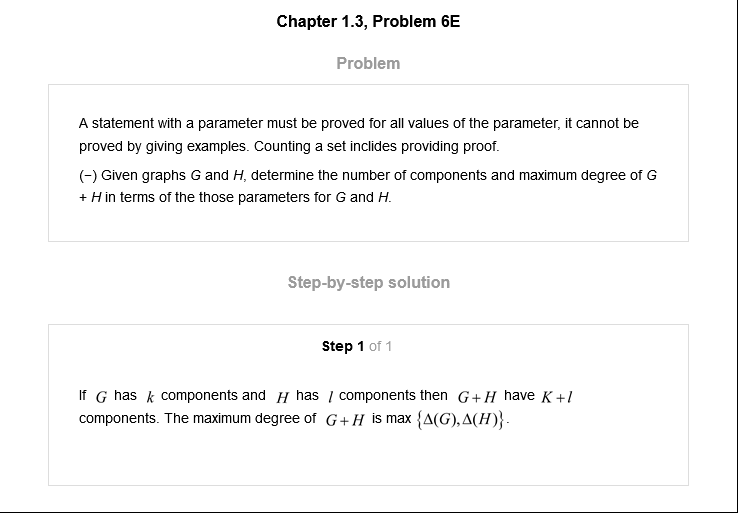 Chapter 1.3, Problem 6E
Problem
A statement with a parameter must be proved for all values of the parameter, it cannot be
proved by giving examples. Counting a set inclides providing proof.
(−) Given graphs G and H, determine the number of components and maximum degree of G
+ H in terms of the those parameters for G and H.
Step-by-step solution
Step 1 of 1
If G has k components and H has l components then G+H have K+l
components. The maximum degree of G+H is max {Δ(G),Δ(H)}.